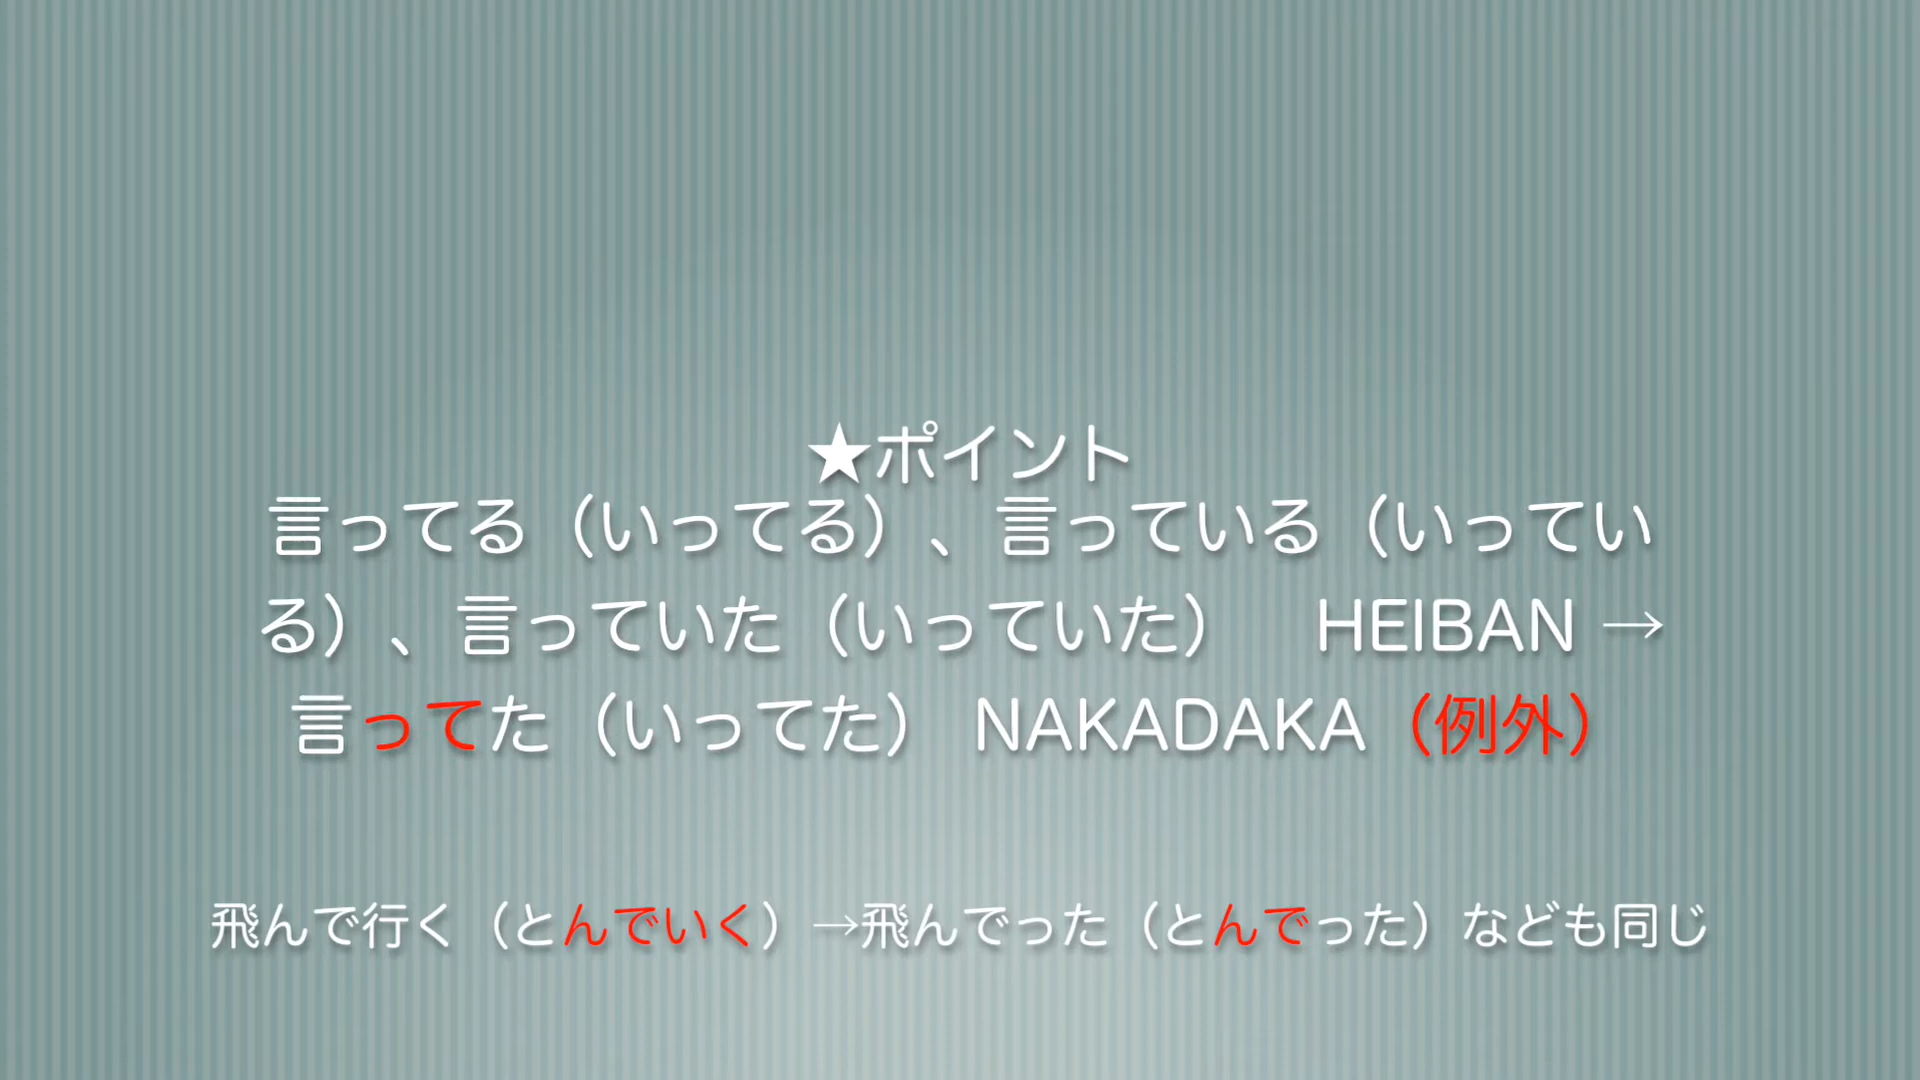 ★ポイント
言ってる（いってる）、言っている（いってい
る）、言っていた（いっていた）　HEIBAN →
言ってた（いってた） NAKADAKA（例外）
飛んで行く（とんでいく）→飛んでった（とんでった）なども同じ